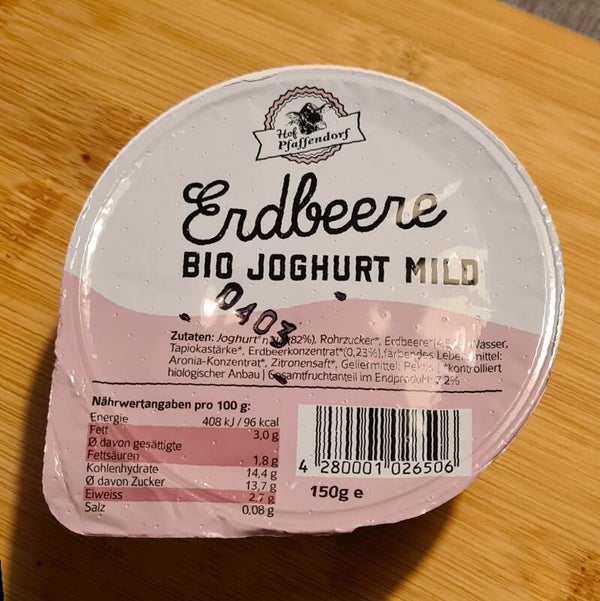 Hof
Pfaffendorf
Erdbeere
BIO JOGHURT MILD
0403
Zutaten: Joghurt (82%), Rohrzucker*, Erdbeere* Wasser,
Tapiokastärke*, Erdbeerkonzentrat*(0,23%),färbendes Lebensmittel:
Aronia-Konzentrat*, Zitronensaft*, Geliermittel: Pektin | *kontrolliert
biologischer Anbau | Gesamtfruchtanteil im Endprodukt: 2%
Nährwertangaben pro 100 g:
Energie 408 kJ / 96 kcal
Fett 3,0 g
Ø davon gesättigte
Fettsäuren 1,8 g
Kohlenhydrate 14,4 g
Ø davon Zucker 13,7 g
Eiweiss 2,7 g
Salz 0,08 g
4 280001 026506
150g e